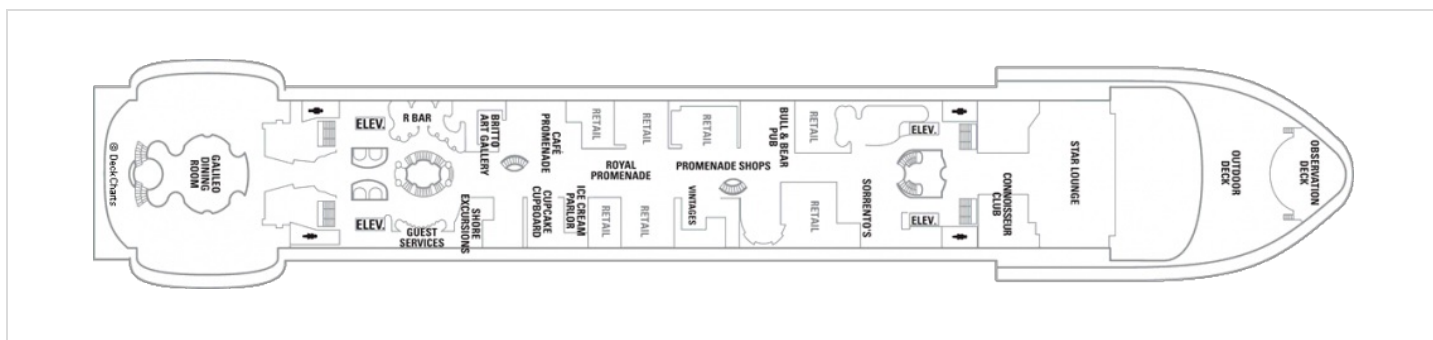 © DeckCharts
GALILEO
DINING
ROOM
ELEV.
ELEV.
R BAR
GUEST
SERVICES
BRITTO
ART GALLERY
SHORE
EXCURSIONS
CAFÉ
PROMENADE
CUPCAKE
CUPBOARD
ICE CREAM
PARLOR
RETAIL
RETAIL
ROYAL
PROMENADE
RETAIL
RETAIL
RETAIL
PROMENADE SHOPS
VINTAGES
BULL & BEAR
PUB
RETAIL
RETAIL
SORRENTO'S
ELEV.
ELEV.
CONNOISSEUR
CLUB
STAR LOUNGE
OUTDOOR
DECK
OBSERVATION
DECK